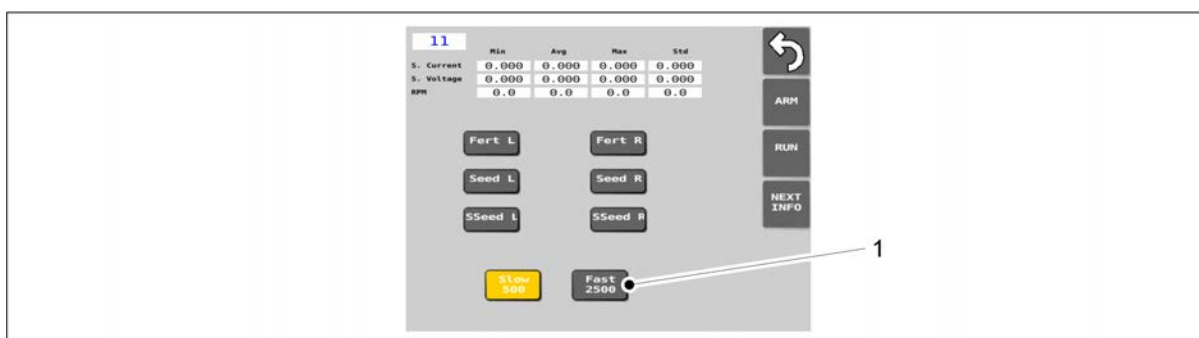 11
Min Avg Max Std
S. Current 0.000 0.000 0.000 0.000
S. Voltage 0.000 0.000 0.000 0.000
RPM 0.0 0.0 0.0 0.0
ARM
Fert L Fert R
RUN
Seed L Seed R
NEXT
INFO
SSeed L SSeed R
1
Slow
500
Fast
2500